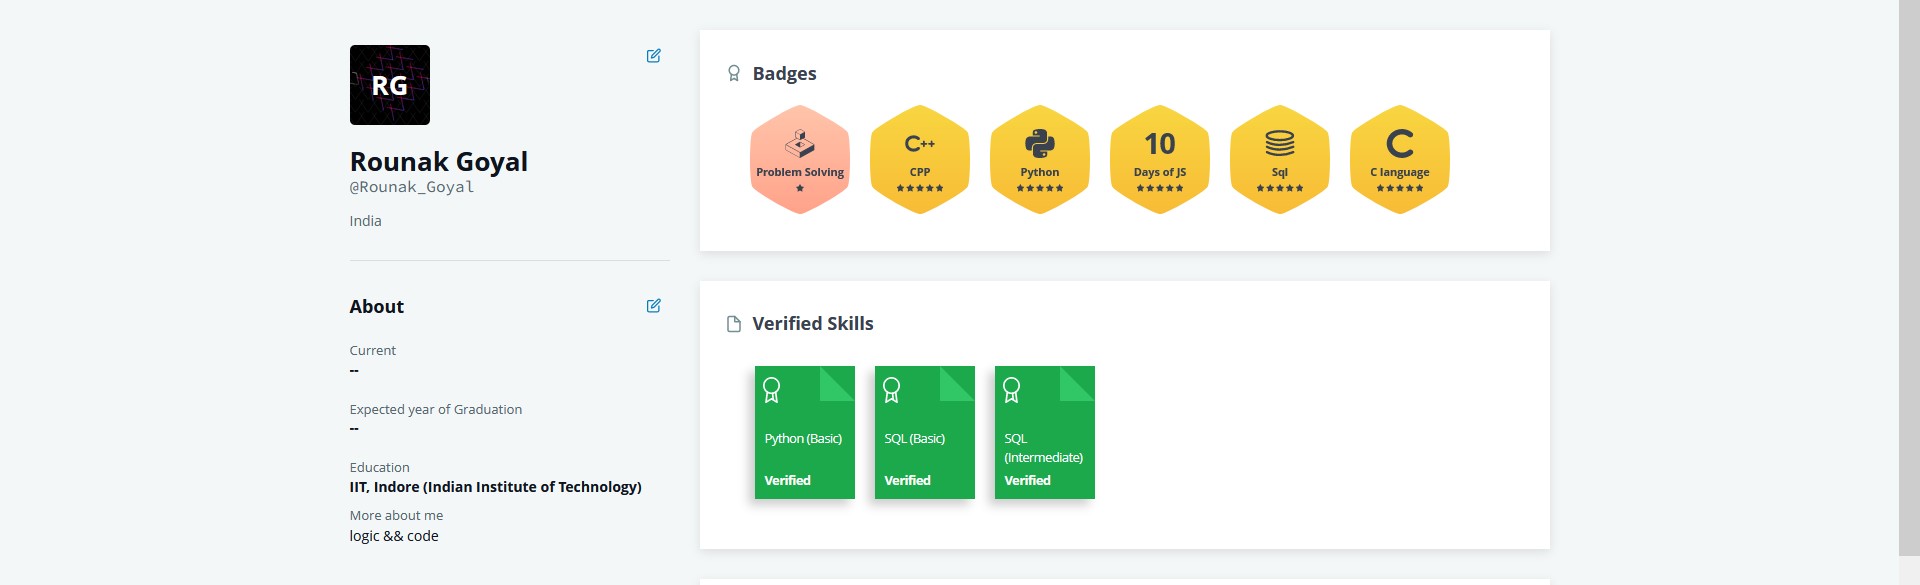 RG
Rounak Goyal
@Rounak_Goyal
India
About
Current
--
Expected year of Graduation
--
Education
IIT, Indore (Indian Institute of Technology)
More about me
logic && code
Badges
Problem Solving
C++
CPP
Python
10
Days of JS
Sql
C
C language
Verified Skills
Python (Basic)
Verified
SQL (Basic)
Verified
SQL
(Intermediate)
Verified